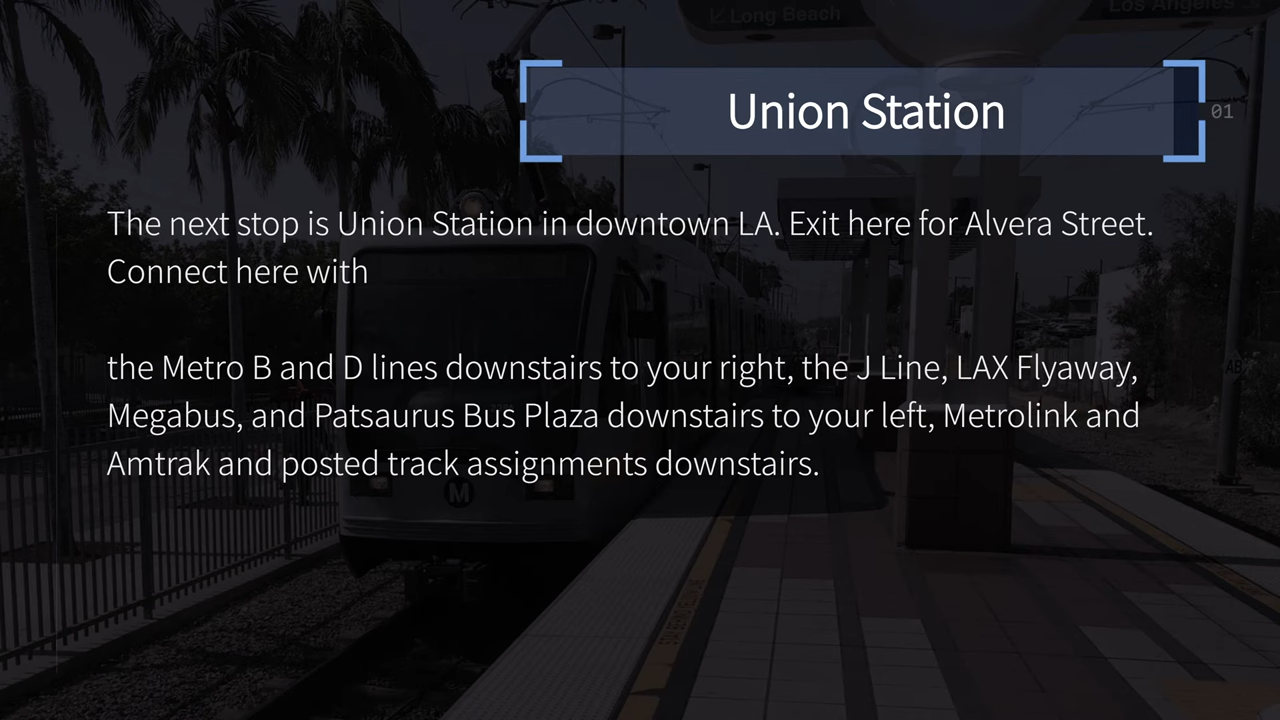 Long Beach
Los Angeles
Union Station
01
The next stop is Union Station in downtown LA. Exit here for Alvera Street.
Connect here with
the Metro B and D lines downstairs to your right, the J Line, LAX Flyaway,
Megabus, and Patsaurus Bus Plaza downstairs to your left, Metrolink and
Amtrak and posted track assignments downstairs.
M